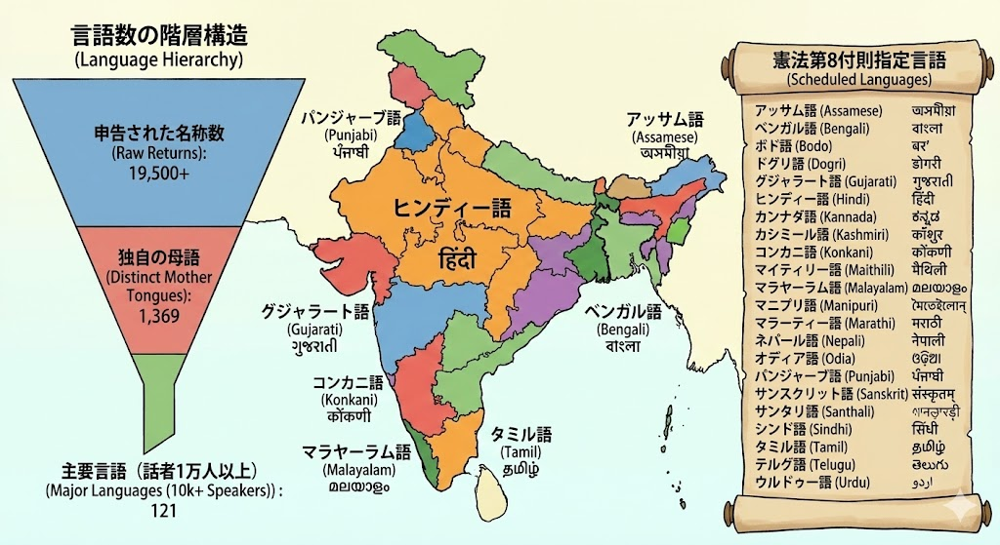 言語数の階層構造
(Language Hierarchy)
申告された名称数
(Raw Returns):
19,500+
独自の母語
(Distinct Mother
Tongues):
1,369
主要言語（話者1万人以上）
(Major Languages (10k+ Speakers)) :
121
パンジャーブ語
(Punjabi)
ਪੰਜਾਬੀ
アッサム語
(Assamese)
অসমীয়া
ヒンディー語
हिंदी
グジャラート語
(Gujarati)
ગુજરાતી
ベンガル語
(Bengali)
বাংলা
コンカニ語
(Konkani)
कोंकणी
マラヤーラム語
(Malayalam)
タミル語
(Tamil)
தமிழ்
憲法第8付則指定言語
(Scheduled Languages)
アッサム語 (Assamese) অসমীয়া
ベンガル語 (Bengali) বাংলা
ボド語 (Bodo) बर'
ドグリ語 (Dogri) डोगरी
グジャラート語 (Gujarati) ગુજરાતી
ヒンディー語 (Hindi) हिंदी
カンナダ語 (Kannada)
カシミール語 (Kashmiri) कॉशुर
コンカニ語 (Konkani) कोंकणी
マイティリー語 (Maithili) मैथिली
マラヤーラム語 (Malayalam) മലയാളം
マニプリ語 (Manipuri)
マラーティー語 (Marathi) मराठी
ネパール語 (Nepali) नेपाली
オディア語 (Odia) ଓଡ଼ିଆ
パンジャーブ語 (Punjabi) ਪੰਜਾਬੀ
サンスクリット語 (Sanskrit) संस्कृतम्
サンタリ語 (Santhali)
シンド語 (Sindhi) सिंधी
タミル語 (Tamil) தமிழ்
テルグ語 (Telugu) తెలుగు
ウルドゥー語 (Urdu) اردو